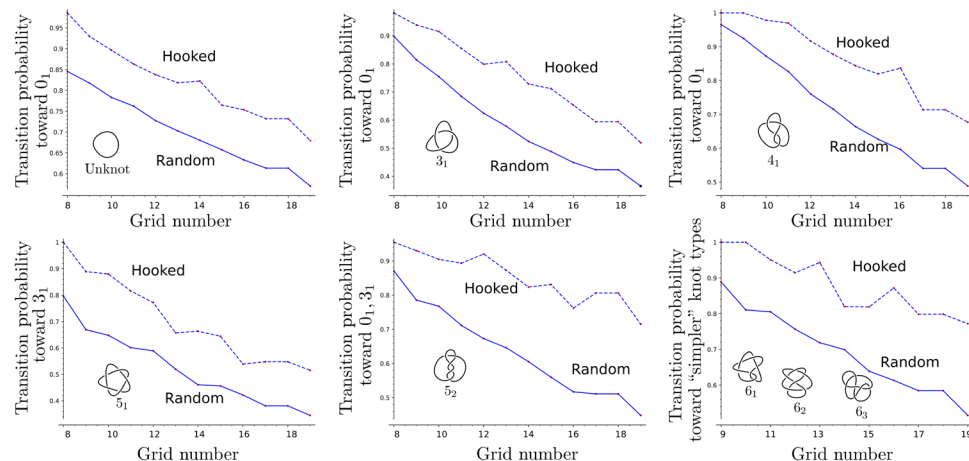 Transition probability
toward 0₁
0.95
0.9
0.85
0.8
0.75
0.7
0.65
0.6
Hooked
Random
Unknot
8 10 12 14 16 18
Grid number
Transition probability
toward 0₁
0.9
0.8
0.7
0.6
0.5
0.4
Hooked
Random
3₁
8 10 12 14 16 18
Grid number
Transition probability
toward 0₁
1
0.9
0.8
0.7
0.6
0.5
Hooked
Random
4₁
8 10 12 14 16 18
Grid number
Transition probability
toward 3₁
1
0.9
0.8
0.7
0.6
0.5
0.4
Hooked
Random
5₁
8 10 12 14 16 18
Grid number
Transition probability
toward 0₁, 3₁
0.9
0.8
0.7
0.6
0.5
Hooked
Random
5₂
8 10 12 14 16 18
Grid number
Transition probability
toward “simpler” knot types
1
0.9
0.8
0.7
0.6
Hooked
Random
6₁
6₂
6₃
9 11 13 15 17 19
Grid number